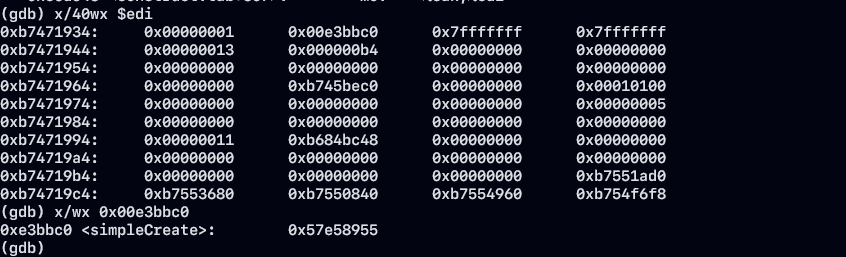 (gdb) x/40wx $edi
0xb7471934: 0x00000001 0x00e3bbc0 0x7fffffff 0x7fffffff
0xb7471944: 0x00000013 0x000000b4 0x00000000 0x00000000
0xb7471954: 0x00000000 0x00000000 0x00000000 0x00000000
0xb7471964: 0x00000000 0xb745bec0 0x00000000 0x00010100
0xb7471974: 0x00000000 0x00000000 0x00000000 0x00000005
0xb7471984: 0x00000000 0x00000000 0x00000000 0x00000000
0xb7471994: 0x00000011 0xb684bc48 0x00000000 0x00000000
0xb74719a4: 0x00000000 0x00000000 0x00000000 0x00000000
0xb74719b4: 0x00000000 0x00000000 0x00000000 0xb7551ad0
0xb74719c4: 0xb7553680 0xb7550840 0xb7554960 0xb754f6f8
(gdb) x/wx 0x00e3bbc0
0xe3bbc0 <simpleCreate>: 0x57e58955
(gdb)